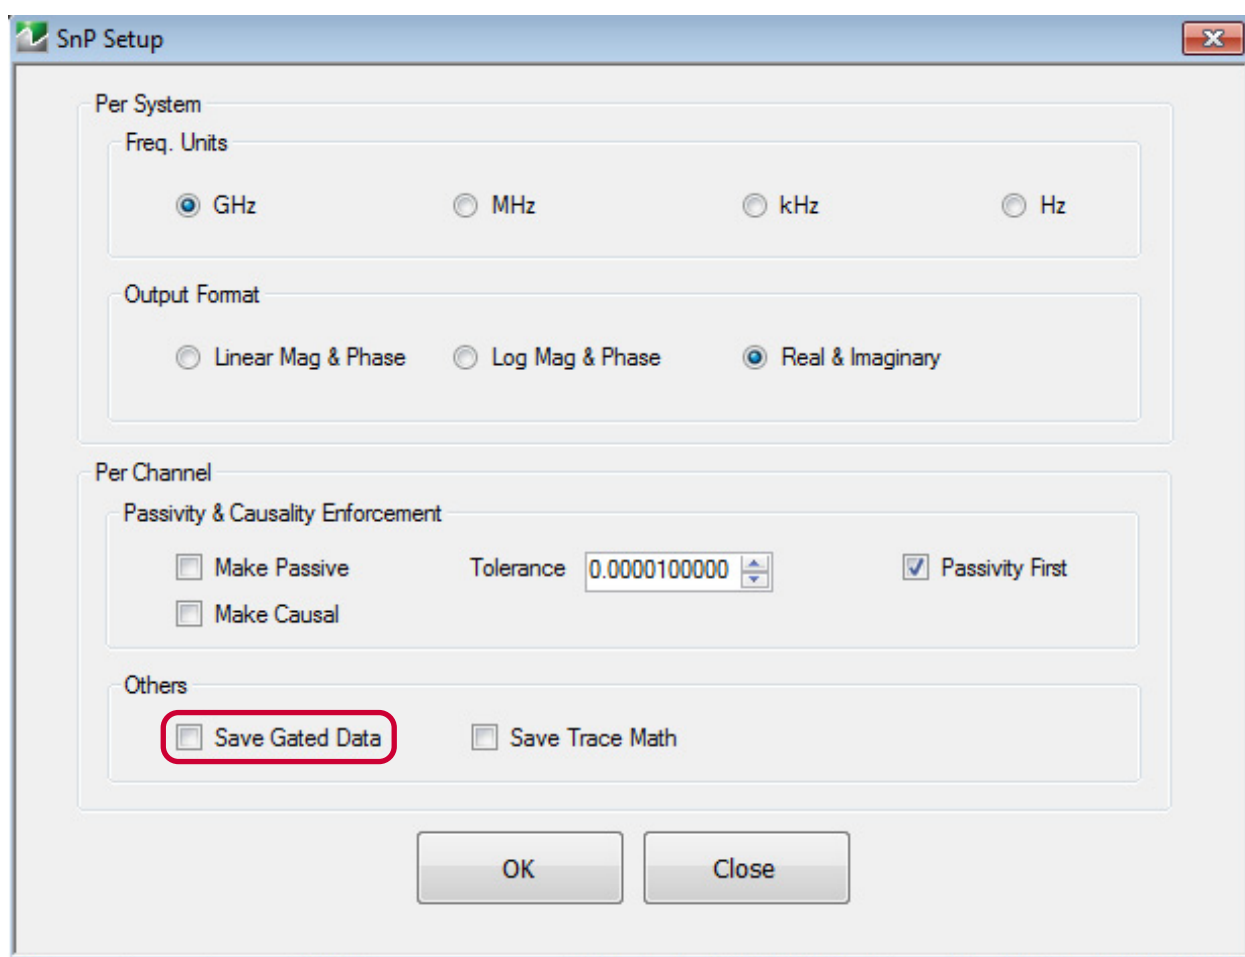 SnP Setup
Per System
Freq. Units
GHz MHz kHz Hz
Output Format
Linear Mag & Phase Log Mag & Phase Real & Imaginary
Per Channel
Passivity & Causality Enforcement
Make Passive Tolerance 0.0000100000 Passivity First
Make Causal
Others
Save Gated Data Save Trace Math
OK Close